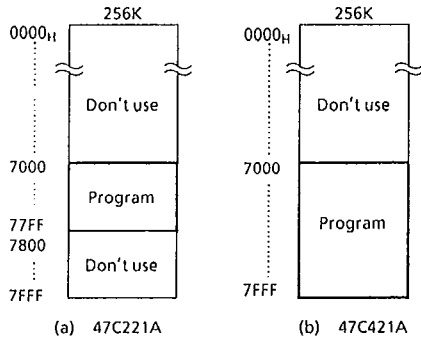 256K
0000H
Don't use
7000
Program
77FF
7800
Don't use
7FFF
(a) 47C221A
256K
0000H
Don't use
7000
Program
7FFF
(b) 47C421A